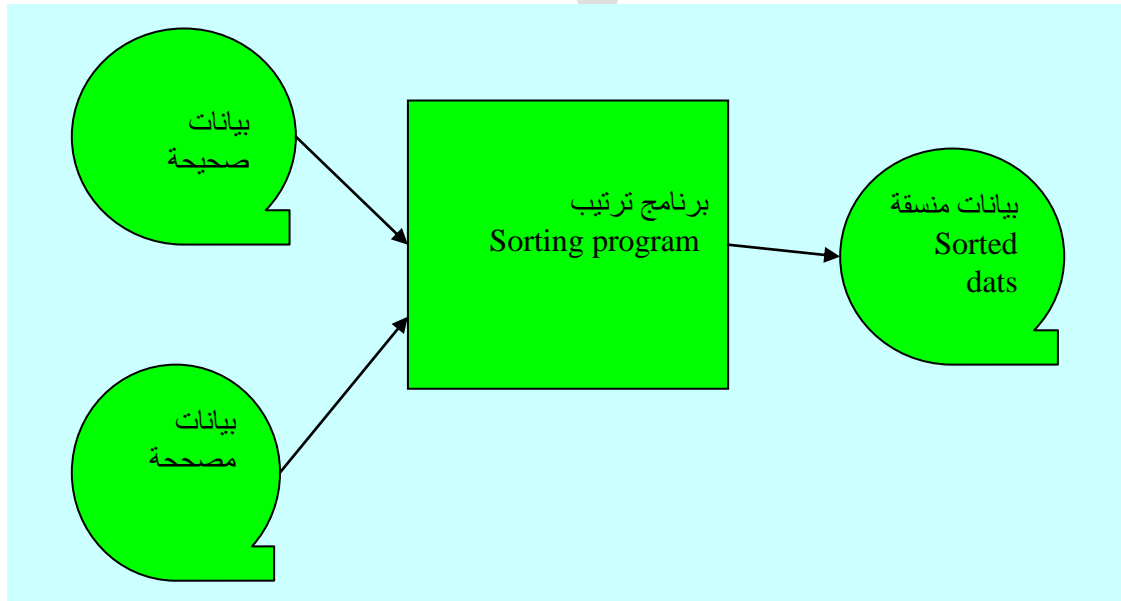 بيانات
صحيحة
بيانات
مصححة
برنامج ترتيب
Sorting program
بيانات منسقة
Sorted
dats